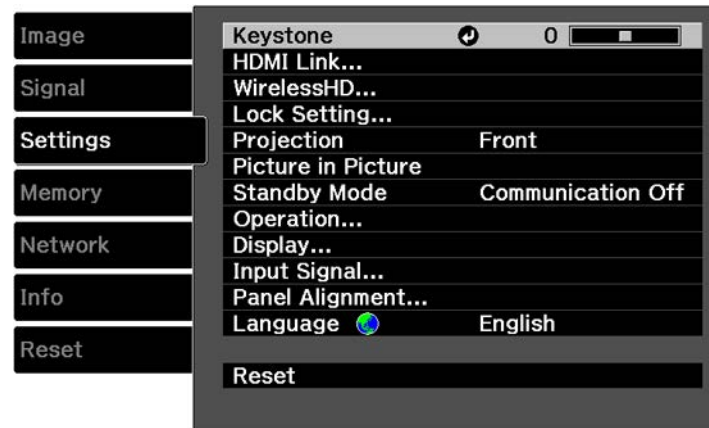 Image
Signal
Settings
Memory
Network
Info
Reset
Keystone 0
HDMI Link...
WirelessHD...
Lock Setting...
Projection Front
Picture in Picture
Standby Mode Communication Off
Operation...
Display...
Input Signal...
Panel Alignment...
Language English
Reset